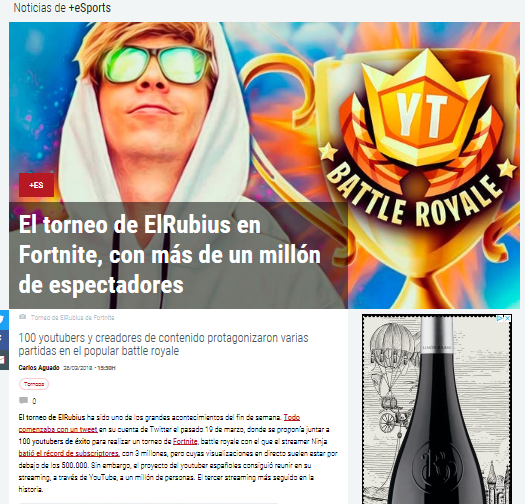 Noticias de +eSports
YT
BATTLE ROYALE
+ES
El torneo de ElRubius en
Fortnite, con más de un millón
de espectadores
Torneo de ElRubius de Fortnite
100 youtubers y creadores de contenido protagonizaron varias
partidas en el popular battle royale
Carlos Aguado 26/03/2018 - 15:50H
Torneos
0
El torneo de ElRubius ha sido uno de los grandes acontecimientos del fin de semana. Todo
comenzaba con un tweet en su cuenta de Twitter el gasado 19 de marzo, donde se proponía juntar a
100 youtubers de éxito para realizar un torneo de Fortnite, battle royale con el que el streamer Ninja
batió el récord de subscriptores, con 3 millones, pero cuyas visualizaciones en directo suelen estar por
debajo de los 500.000. Sin embargo, el proyecto del youtuber españoles consiguió reunir en su
streaming, a través de YouTube, a un millón de personas. El tercer streaming más seguido en la
historia.